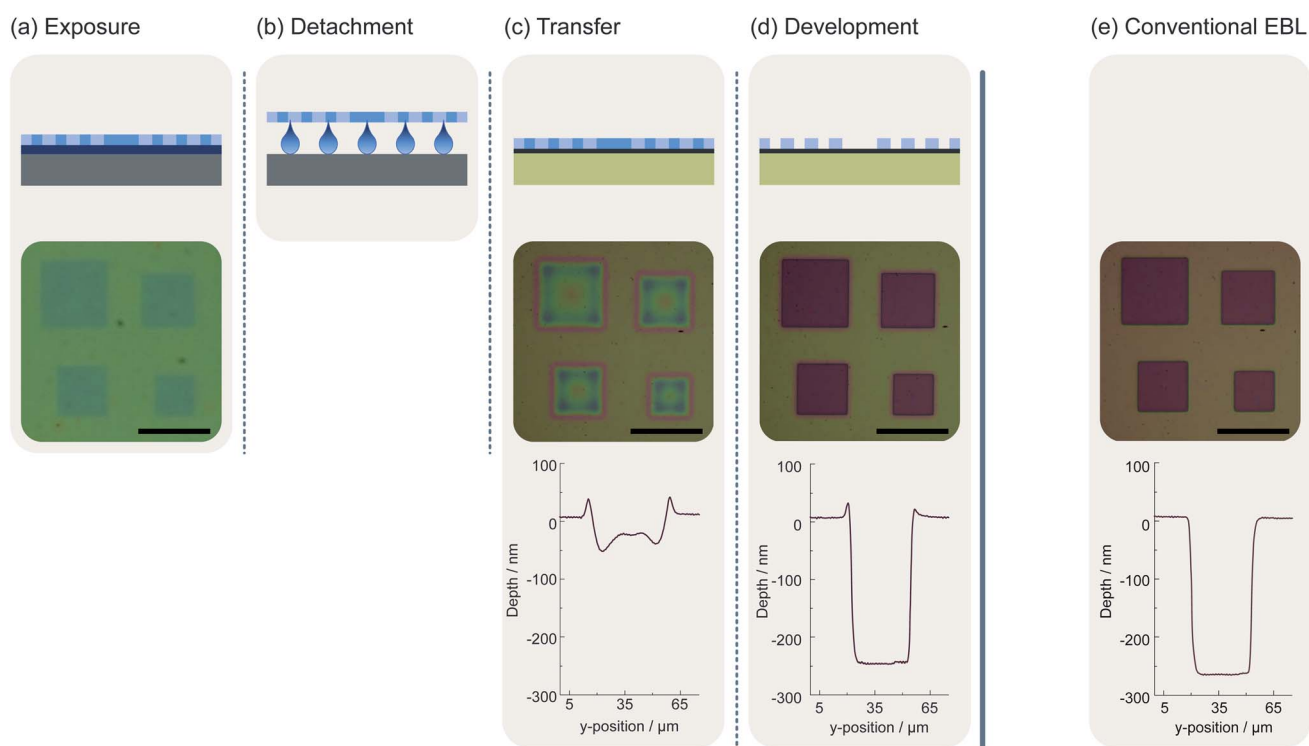 (a) Exposure
(b) Detachment
(c) Transfer
(d) Development
(e) Conventional EBL
100
0
-100
-200
-300
Depth / nm
5 35 65
y-position / µm
100
0
-100
-200
-300
Depth / nm
5 35 65
y-position / µm
100
0
-100
-200
-300
Depth / nm
5 35 65
y-position / µm